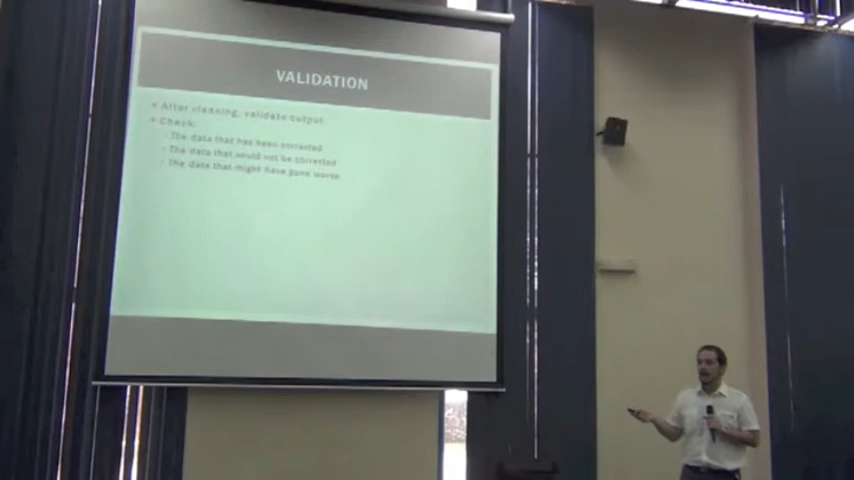 VALIDATION
• After cleaning, validate output
• Check:
- The data that has been corrected
- The data that could not be corrected
- The data that might have gone worse